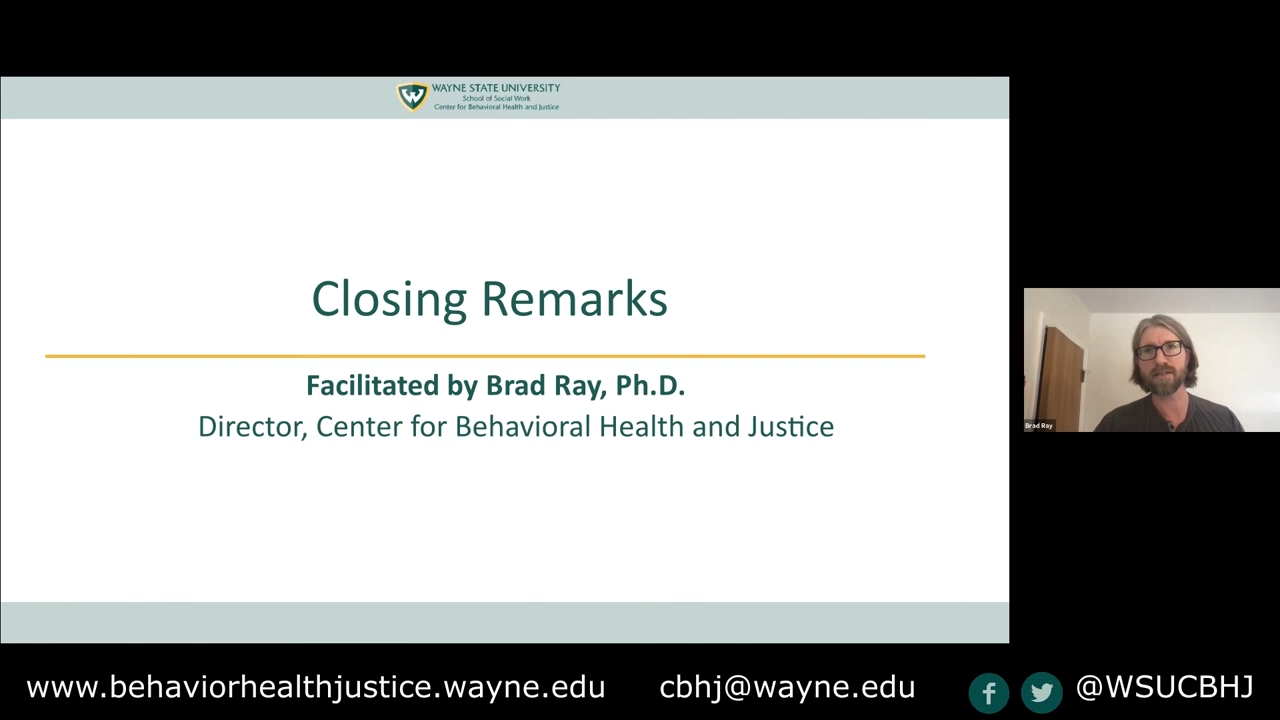 WAYNE STATE UNIVERSITY
School of Social Work
Center for Behavioral Health and Justice
Closing Remarks
Facilitated by Brad Ray, Ph.D.
Director, Center for Behavioral Health and Justice
Brad Ray
www.behaviorhealthjustice.wayne.edu cbhj@wayne.edu @WSUCBHJ